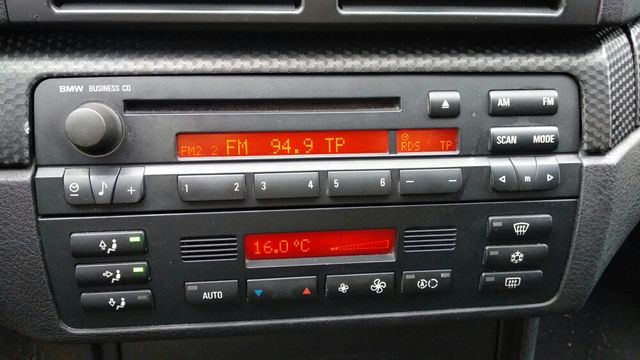 BMW BUSINESS CD
AM FM
FM2 2 FM 94.9 TP RDS TP
SCAN MODE
1 2 3 4 5 6 m
16.0 °C
AUTO A